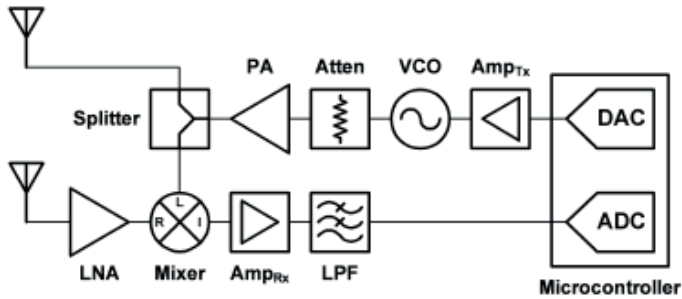 PA Atten VCO AmpTx
Splitter DAC
L
R I ADC
LNA Mixer AmpRx LPF
Microcontroller